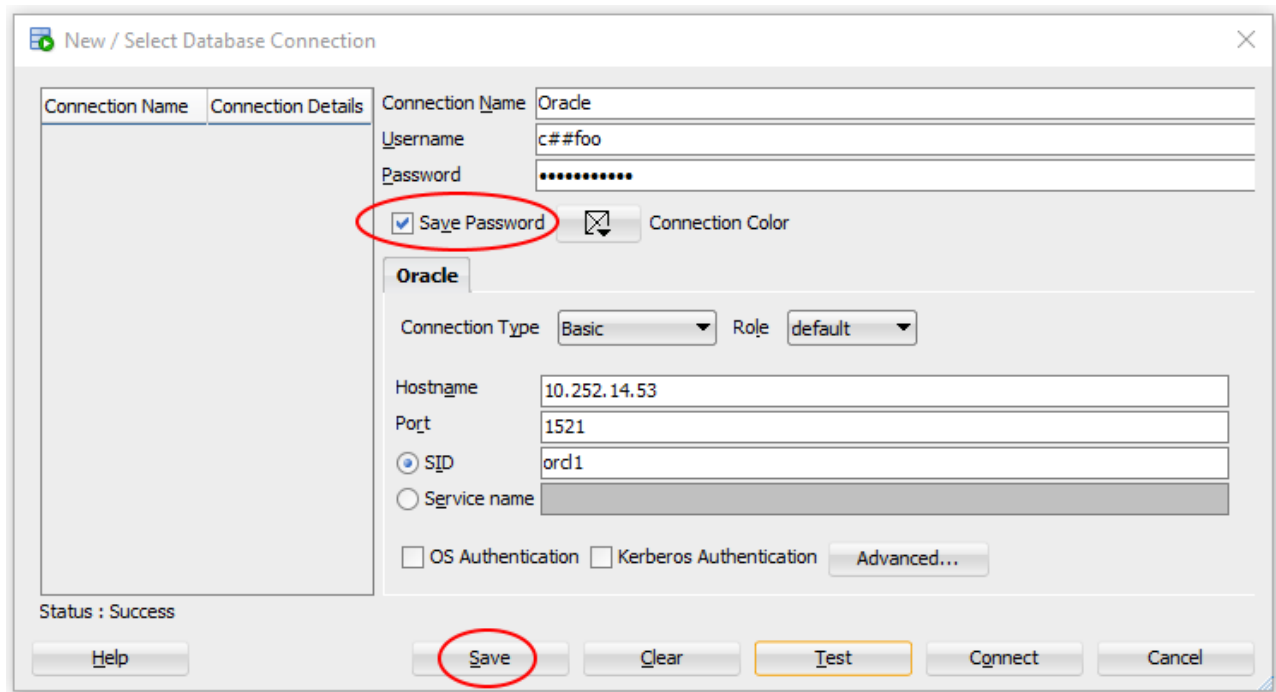 New / Select Database Connection
Connection Name Connection Details
Connection Name Oracle
Username c##foo
Password •••••••••••
Save Password Connection Color
Oracle
Connection Type Basic Role default
Hostname 10.252.14.53
Port 1521
SID orcl1
Service name
OS Authentication Kerberos Authentication Advanced...
Status : Success
Help Save Clear Test Connect Cancel